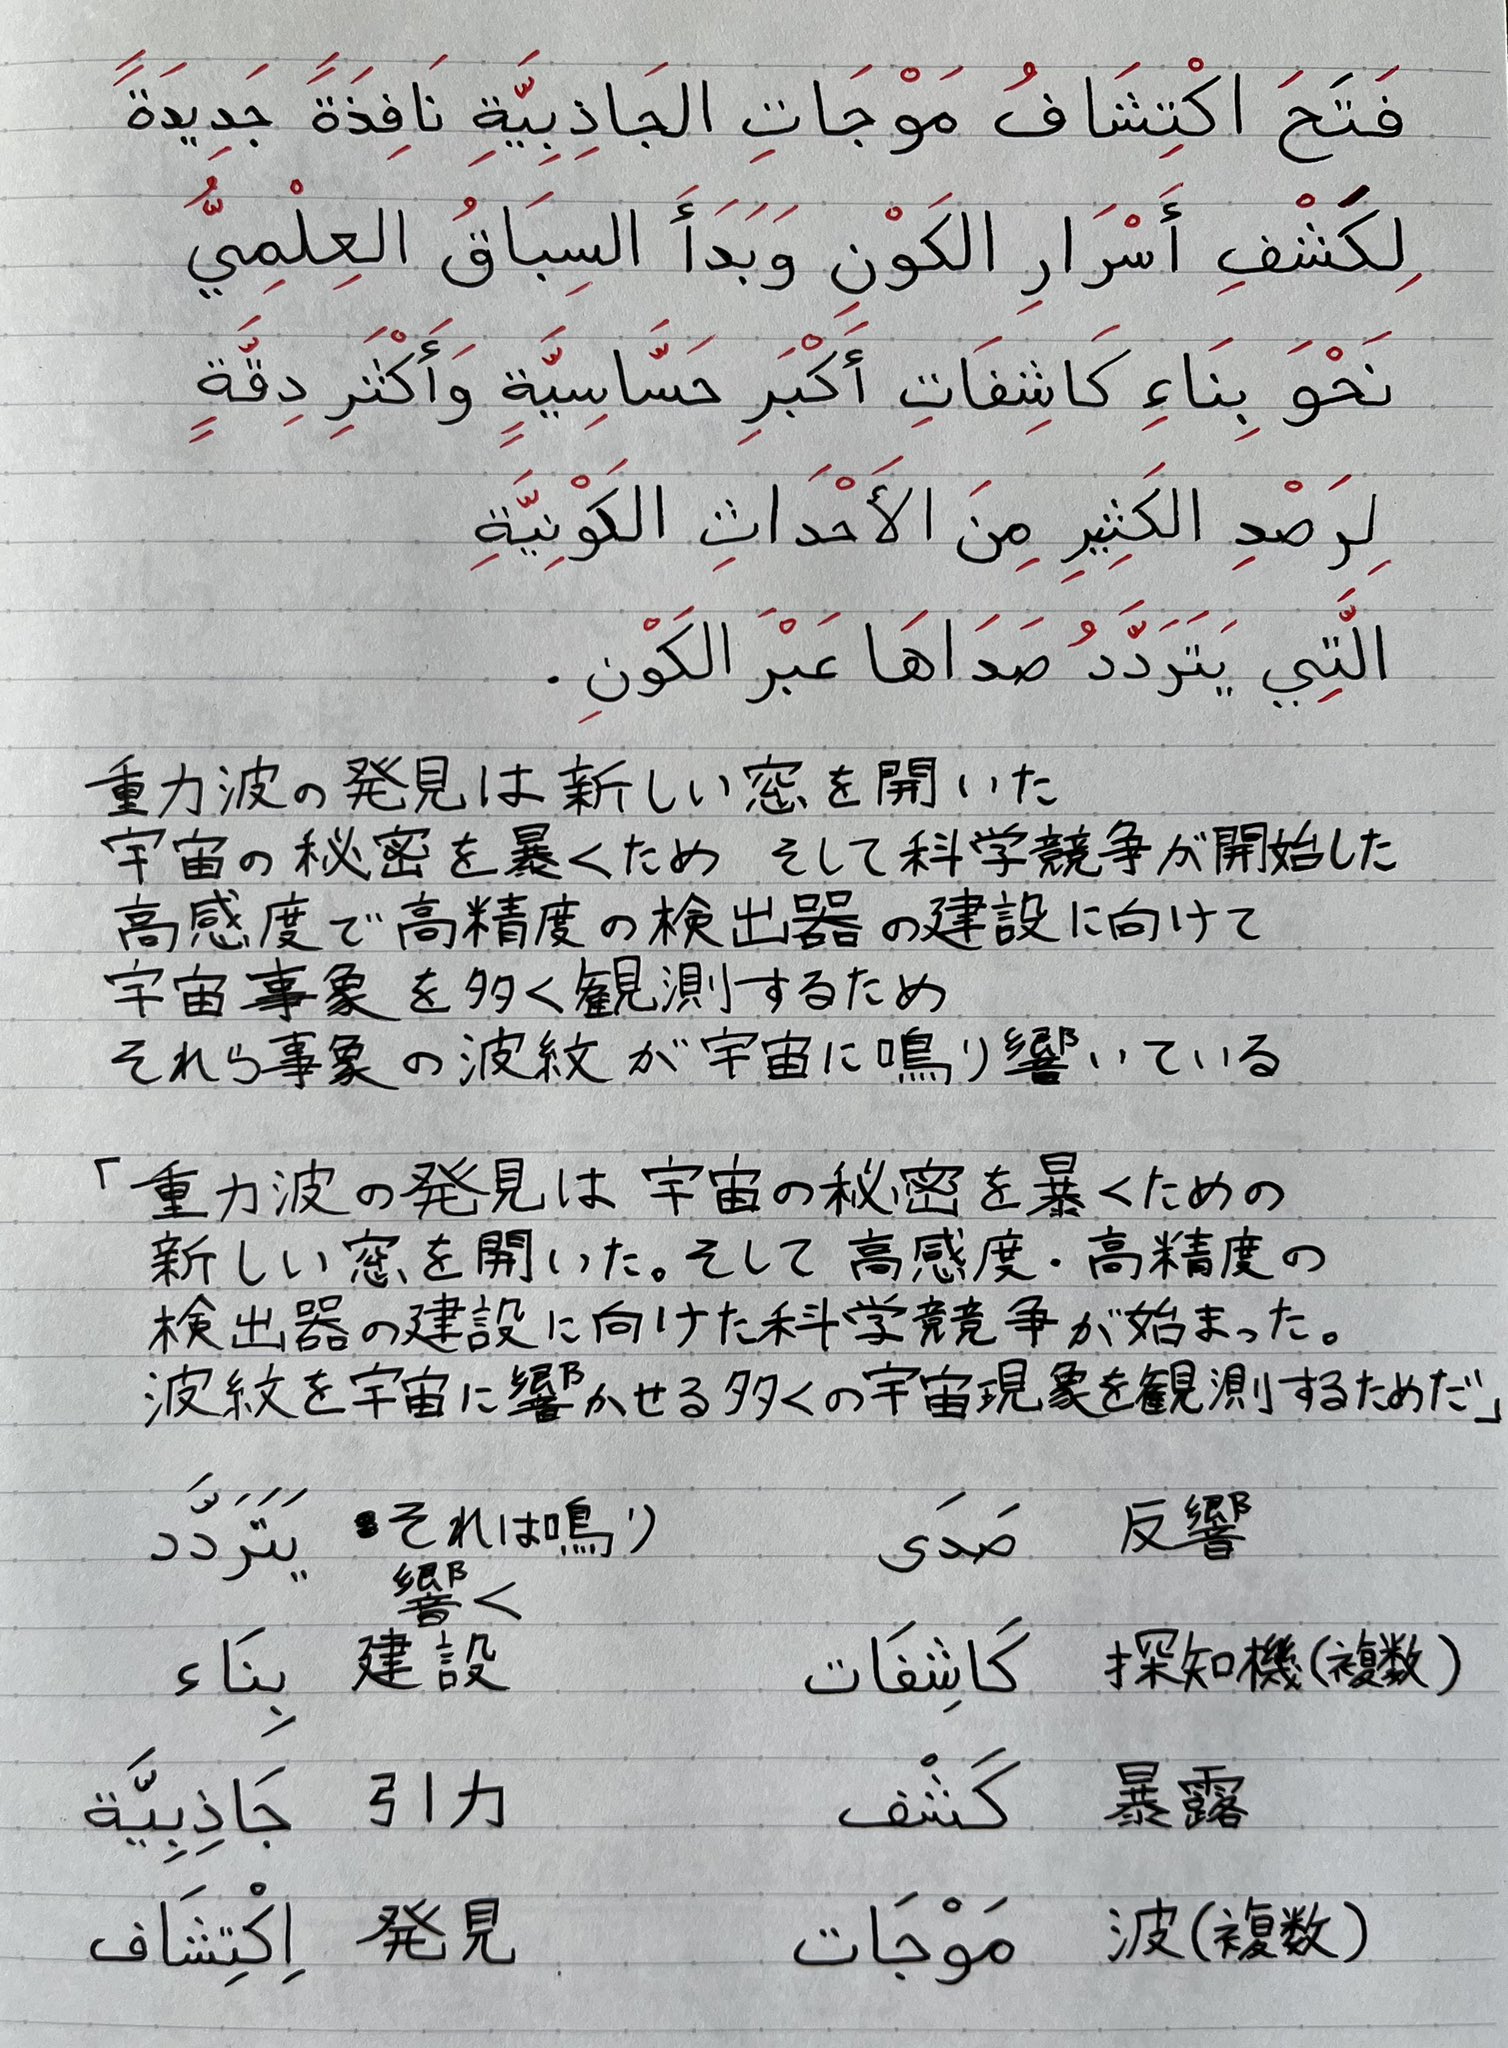 فَتَحَ اكْتِشَافُ مَوْجَاتِ الجَاذِبِيَّةِ نَافِذَةً جَدِيدَةً
لِكَشْفِ أَسْرَارِ الكَوْنِ وَبَدَأَ السِبَاقُ العِلْمِيُّ
نَحْوَ بِنَاءِ كَاشِفَاتِ أَكْبَرِ حَسَّاسِيَّةٍ وَأَكْثَرِ دِقَّةٍ
لِرَصْدِ الكَثِيرِ مِنَ الأَحْدَاثِ الكَوْنِيَّةِ
الَّتِي يَتَرَدَّدُ صَدَاهَا عَبْرَ الكَوْنِ .
重力波の発見は新しい窓を開いた
宇宙の秘密を暴くため そして科学競争が開始した
高感度で高精度の検出器の建設に向けて
宇宙事象を多く観測するため
それら事象の波紋が宇宙に鳴り響いている
「重力波の発見は宇宙の秘密を暴くための
新しい窓を開いた。そして高感度・高精度の
検出器の建設に向けた科学競争が始まった。
波紋を宇宙に響かせる多くの宇宙現象を観測するためだ」
يَتَرَدَّد それは鳴り響く صَدَى 反響
بِنَاء 建設 كَاشِفَات 探知機(複数)
جَاذِبِيَّة 引力 كَشْف 暴露
اِكْتِشَاف 発見 مَوْجَات 波(複数)